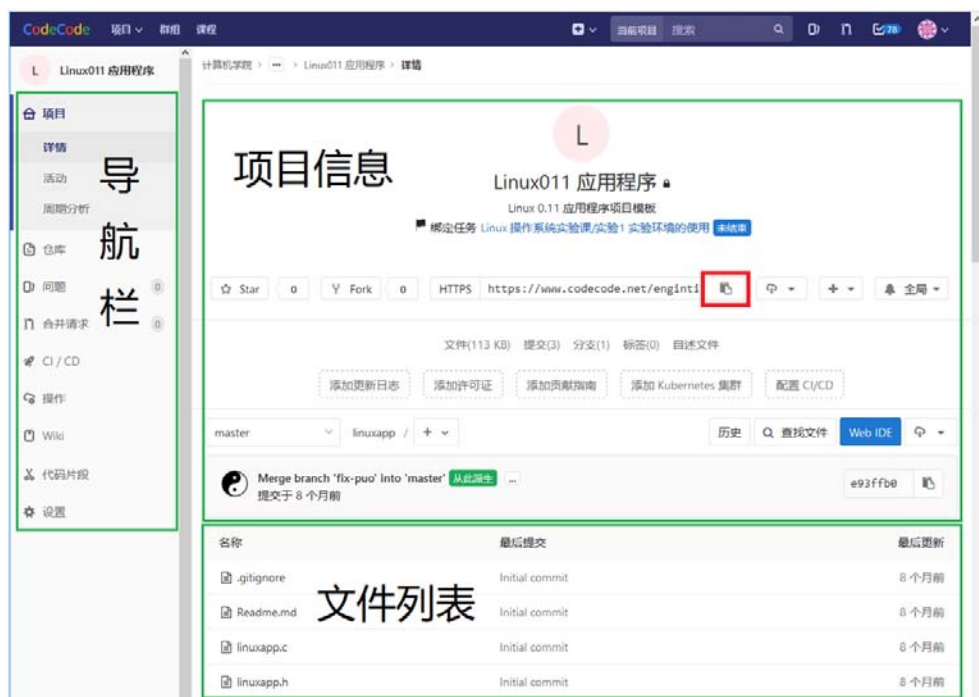 CodeCode 项目 群组 课程 当前项目 搜索 78
L Linux011 应用程序
计算机学院 > ... > Linux011 应用程序 > 详情
项目
详情
活动
周期分析
仓库
问题 0
合并请求 0
CI / CD
操作
Wiki
代码片段
设置
导航栏
项目信息
L
Linux011 应用程序
Linux 0.11 应用程序项目模板
绑定任务 Linux 操作系统实验课/实验1 实验环境的使用 未结束
Star 0 Fork 0 HTTPS https://www.codecode.net/enginti 全局
文件(113 KB) 提交(3) 分支(1) 标签(0) 自述文件
添加更新日志 添加许可证 添加贡献指南 添加 Kubernetes 集群 配置 CI/CD
master linuxapp / + 历史 查找文件 Web IDE
Merge branch 'fix-puo' into 'master' 从此派生 ...
提交于 8 个月前
e93ffb0
名称 最后提交 最后更新
.gitignore Initial commit 8 个月前
Readme.md Initial commit 8 个月前
linuxapp.c Initial commit 8 个月前
linuxapp.h Initial commit 8 个月前
文件列表